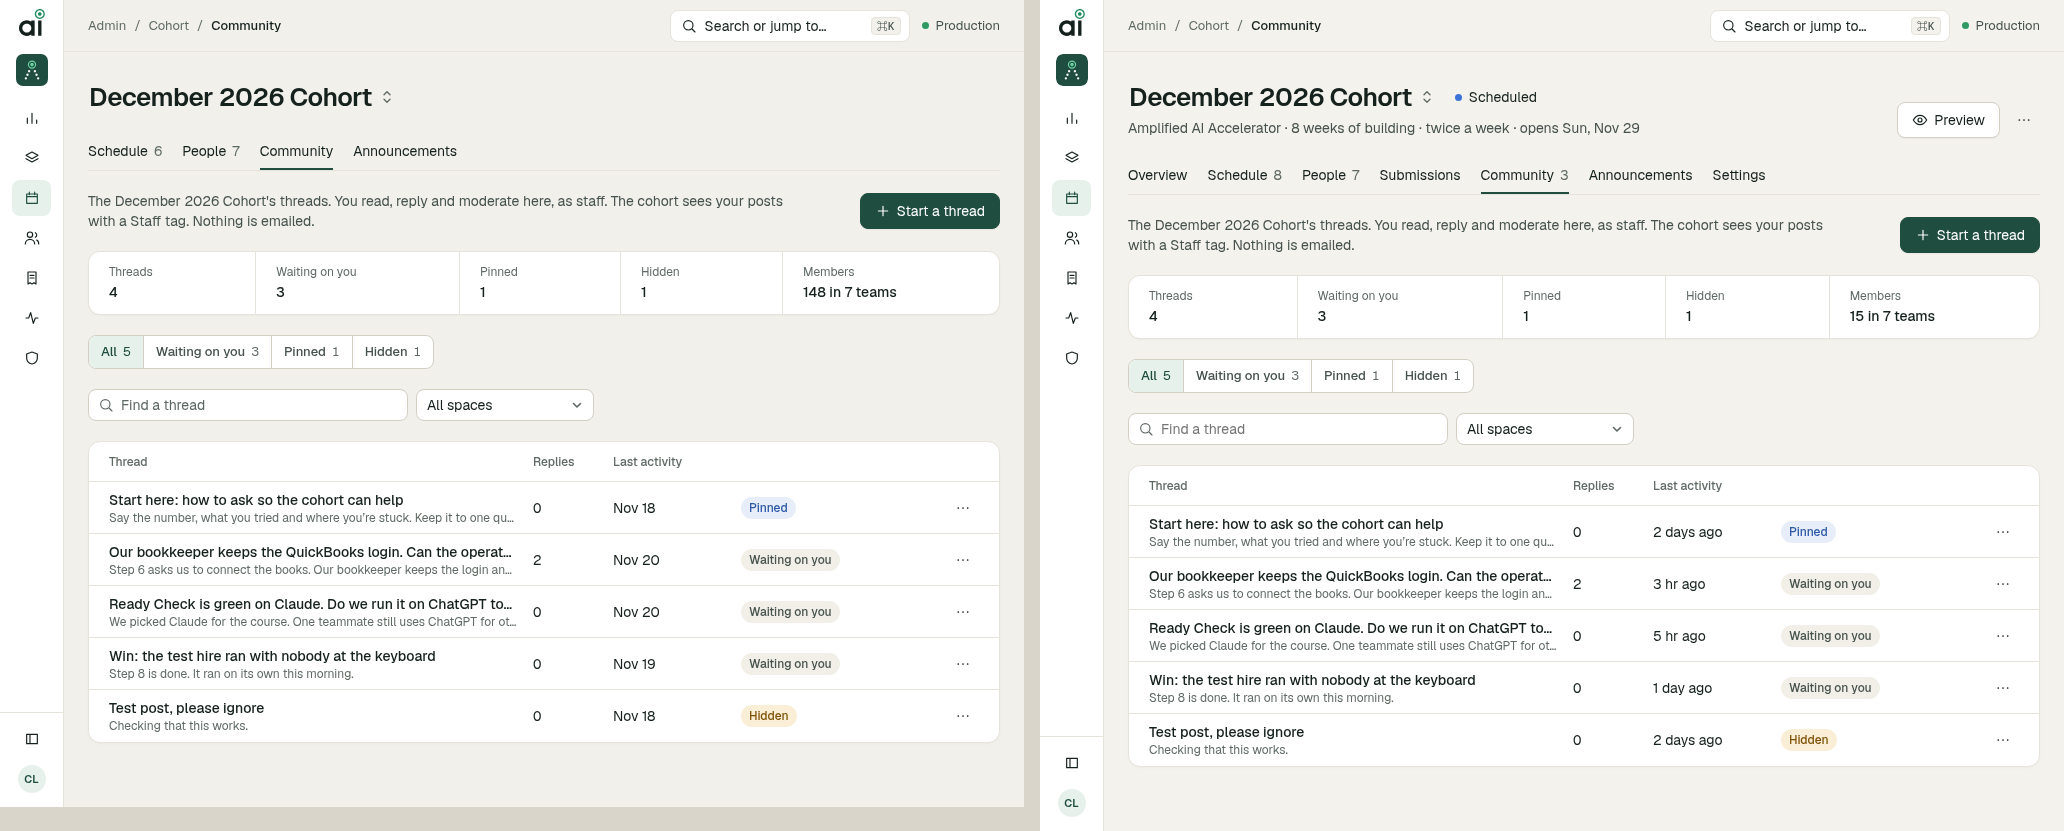 ai
Admin / Cohort / Community
Search or jump to…
⌘K
Production
December 2026 Cohort
Schedule 6
People 7
Community
Announcements
The December 2026 Cohort's threads. You read, reply and moderate here, as staff. The cohort sees your posts
with a Staff tag. Nothing is emailed.
Start a thread
Threads
4
Waiting on you
3
Pinned
1
Hidden
1
Members
148 in 7 teams
All 5
Waiting on you 3
Pinned 1
Hidden 1
Find a thread
All spaces
Thread
Replies
Last activity
Start here: how to ask so the cohort can help
Say the number, what you tried and where you're stuck. Keep it to one qu…
0
Nov 18
Pinned
Our bookkeeper keeps the QuickBooks login. Can the operat…
Step 6 asks us to connect the books. Our bookkeeper keeps the login an…
2
Nov 20
Waiting on you
Ready Check is green on Claude. Do we run it on ChatGPT to…
We picked Claude for the course. One teammate still uses ChatGPT for ot…
0
Nov 20
Waiting on you
Win: the test hire ran with nobody at the keyboard
Step 8 is done. It ran on its own this morning.
0
Nov 19
Waiting on you
Test post, please ignore
Checking that this works.
0
Nov 18
Hidden
CL
ai
Admin / Cohort / Community
Search or jump to…
⌘K
Production
December 2026 Cohort
Scheduled
Amplified AI Accelerator · 8 weeks of building · twice a week · opens Sun, Nov 29
Preview
Overview
Schedule 8
People 7
Submissions
Community 3
Announcements
Settings
The December 2026 Cohort's threads. You read, reply and moderate here, as staff. The cohort sees your posts
with a Staff tag. Nothing is emailed.
Start a thread
Threads
4
Waiting on you
3
Pinned
1
Hidden
1
Members
15 in 7 teams
All 5
Waiting on you 3
Pinned 1
Hidden 1
Find a thread
All spaces
Thread
Replies
Last activity
Start here: how to ask so the cohort can help
Say the number, what you tried and where you're stuck. Keep it to one qu…
0
2 days ago
Pinned
Our bookkeeper keeps the QuickBooks login. Can the operat…
Step 6 asks us to connect the books. Our bookkeeper keeps the login an…
2
3 hr ago
Waiting on you
Ready Check is green on Claude. Do we run it on ChatGPT to…
We picked Claude for the course. One teammate still uses ChatGPT for ot…
0
5 hr ago
Waiting on you
Win: the test hire ran with nobody at the keyboard
Step 8 is done. It ran on its own this morning.
0
1 day ago
Waiting on you
Test post, please ignore
Checking that this works.
0
2 days ago
Hidden
CL